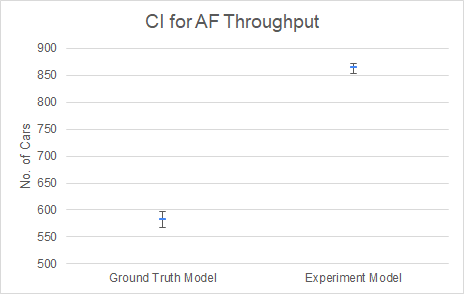 CI for AF Throughput
No. of Cars
900
850
800
750
700
650
600
550
500
Ground Truth Model
Experiment Model